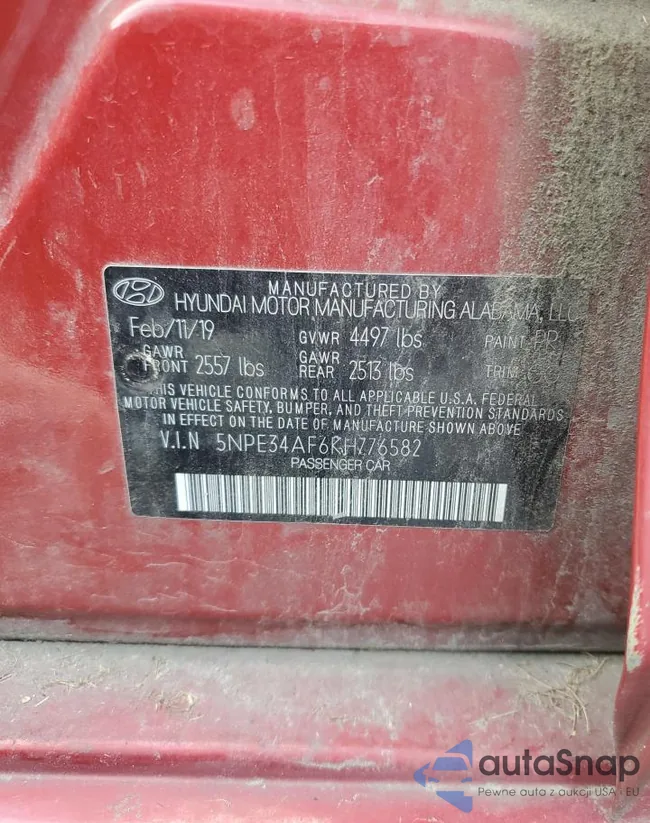 MANUFACTURED BY
HYUNDAI MOTOR MANUFACTURING ALABAMA, LLC
Feb/11/19 GVWR 4497 lbs PAINT
GAWR FRONT 2557 lbs GAWR REAR 2513 lbs TRIM
THIS VEHICLE CONFORMS TO ALL APPLICABLE U.S.A. FEDERAL
MOTOR VEHICLE SAFETY, BUMPER, AND THEFT PREVENTION STANDARDS
IN EFFECT ON THE DATE OF MANUFACTURE SHOWN ABOVE.
V.I.N
PASSENGER CAR
autaSnap
Pewne auta z aukcji USA - EU